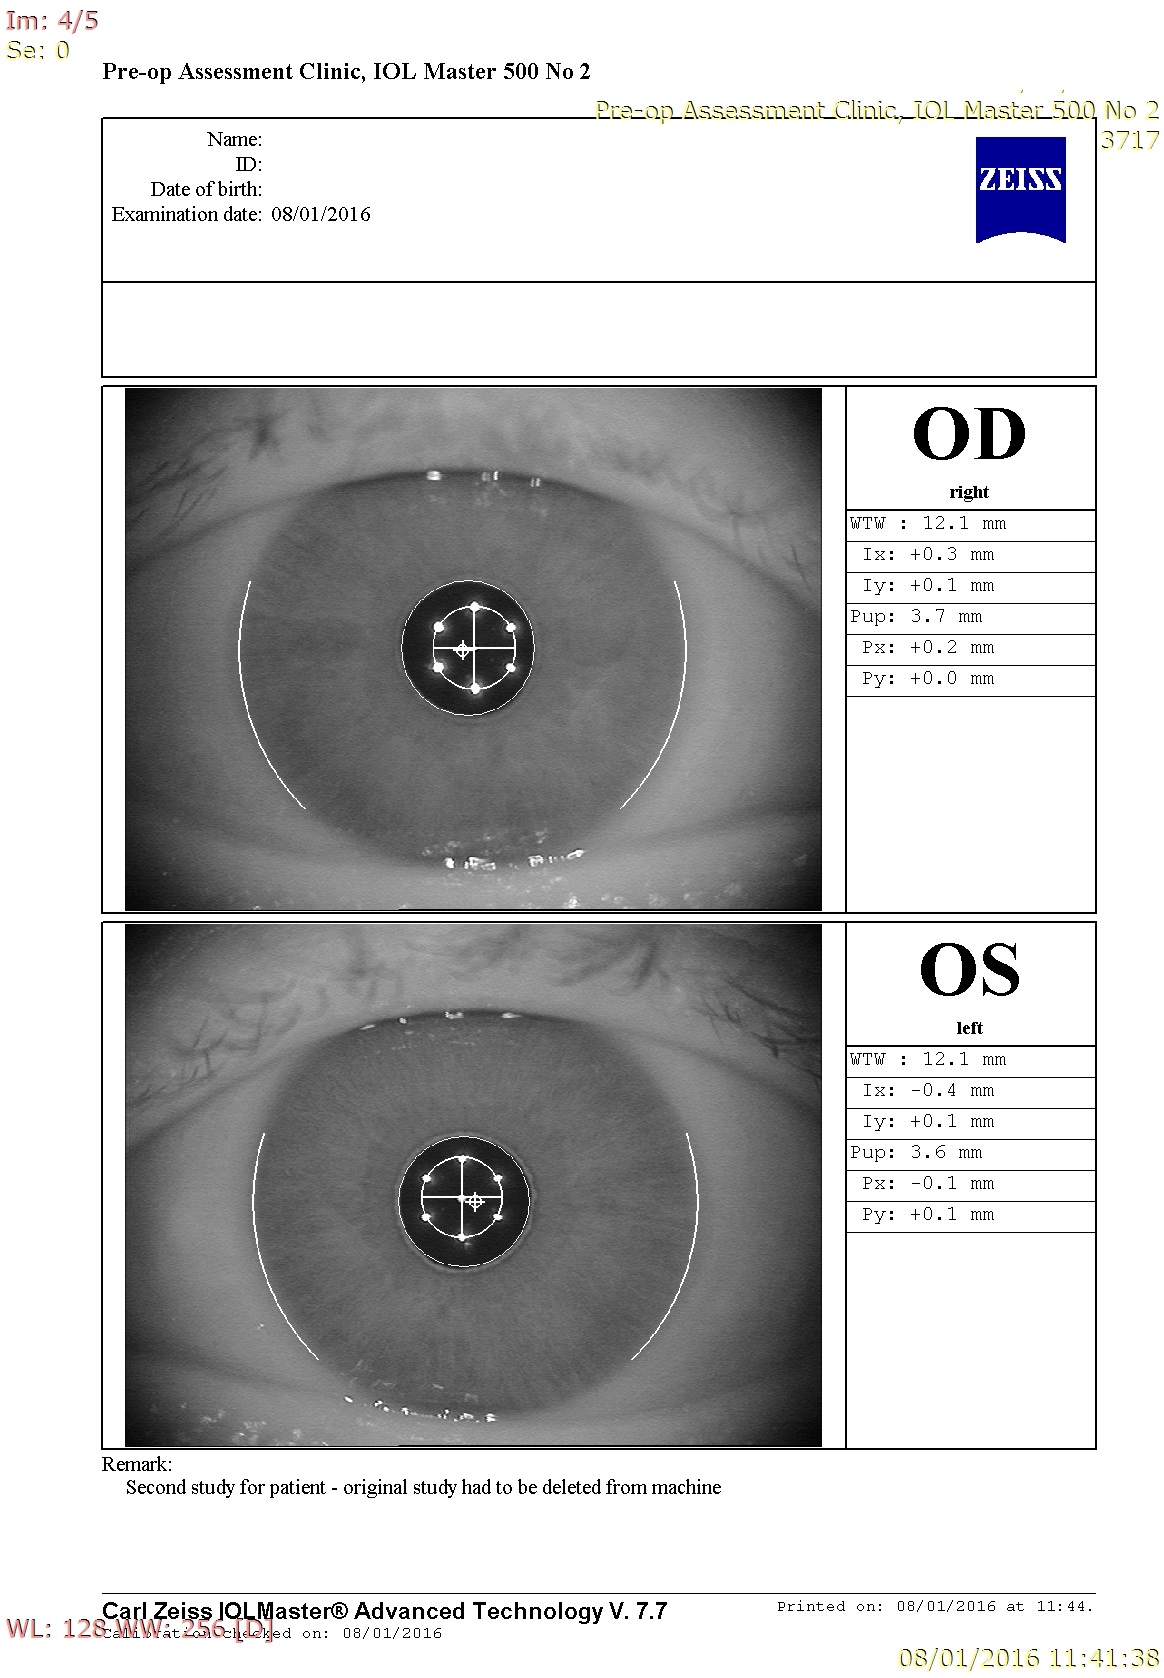 Im: 4/5
Se: 0
Pre-op Assessment Clinic, IOL Master 500 No 2
Pre-op Assessment Clinic, IOL Master 500 No 2
3717
Name:
ID:
Date of birth:
Examination date: 08/01/2016
ZEISS
OD
right
WTW : 12.1 mm
Ix: +0.3 mm
Iy: +0.1 mm
Pup: 3.7 mm
Px: +0.2 mm
Py: +0.0 mm
OS
left
WTW : 12.1 mm
Ix: -0.4 mm
Iy: +0.1 mm
Pup: 3.6 mm
Px: -0.1 mm
Py: +0.1 mm
Remark:
Second study for patient - original study had to be deleted from machine
Carl Zeiss IOLMaster® Advanced Technology V. 7.7
Printed on: 08/01/2016 at 11:44.
WL: 128 WW: 256 [D]
Calibration checked on: 08/01/2016
08/01/2016 11:41:38